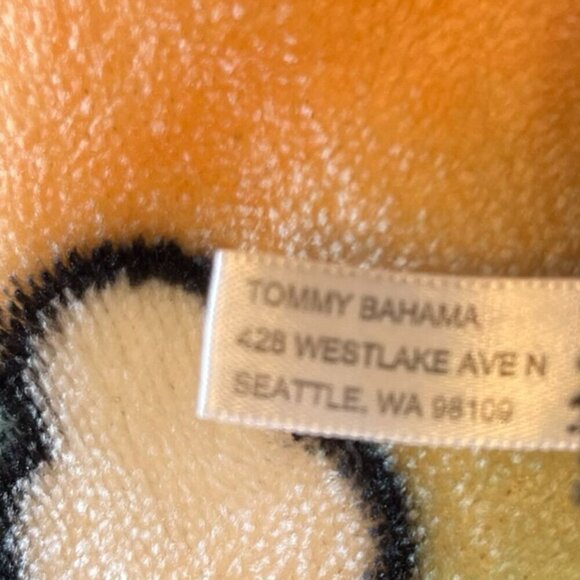 TOMMY BAHAMA
428 WESTLAKE AVE N
SEATTLE, WA 98109